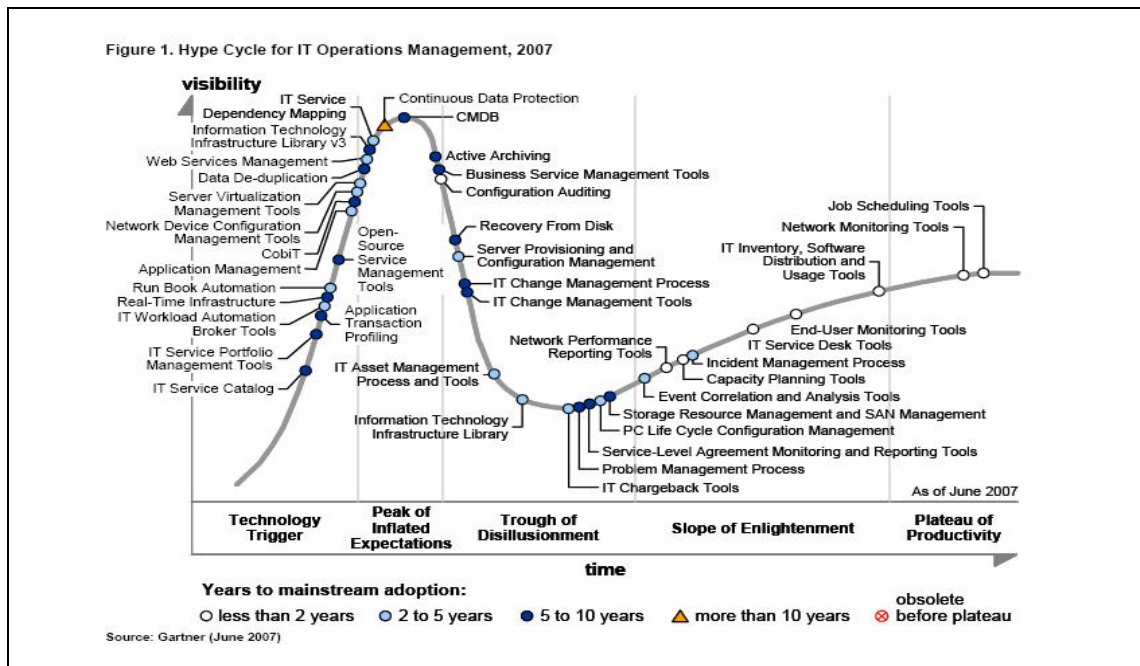 Figure 1. Hype Cycle for IT Operations Management, 2007
visibility
IT Service
Dependency Mapping
Continuous Data Protection
CMDB
Information Technology
Infrastructure Library v3
Web Services Management
Data De-duplication
Server Virtualization
Management Tools
Network Device Configuration
Management Tools
CobiT
Application Management
Open-
Source
Service
Management
Tools
Run Book Automation
Real-Time Infrastructure
IT Workload Automation
Broker Tools
Application
Transaction
Profiling
IT Service Portfolio
Management Tools
IT Service Catalog
Active Archiving
Business Service Management Tools
Configuration Auditing
Recovery From Disk
Server Provisioning and
Configuration Management
IT Change Management Process
IT Change Management Tools
IT Asset Management
Process and Tools
Information Technology
Infrastructure Library
Network Performance
Reporting Tools
Job Scheduling Tools
Network Monitoring Tools
IT Inventory, Software
Distribution and
Usage Tools
End-User Monitoring Tools
IT Service Desk Tools
Incident Management Process
Capacity Planning Tools
Event Correlation and Analysis Tools
Storage Resource Management and SAN Management
PC Life Cycle Configuration Management
Service-Level Agreement Monitoring and Reporting Tools
Problem Management Process
IT Chargeback Tools
As of June 2007
Technology
Trigger
Peak of
Inflated
Expectations
Trough of
Disillusionment
Slope of Enlightenment
Plateau of
Productivity
time
Years to mainstream adoption:
less than 2 years
2 to 5 years
5 to 10 years
more than 10 years
obsolete
before plateau
Source: Gartner (June 2007)